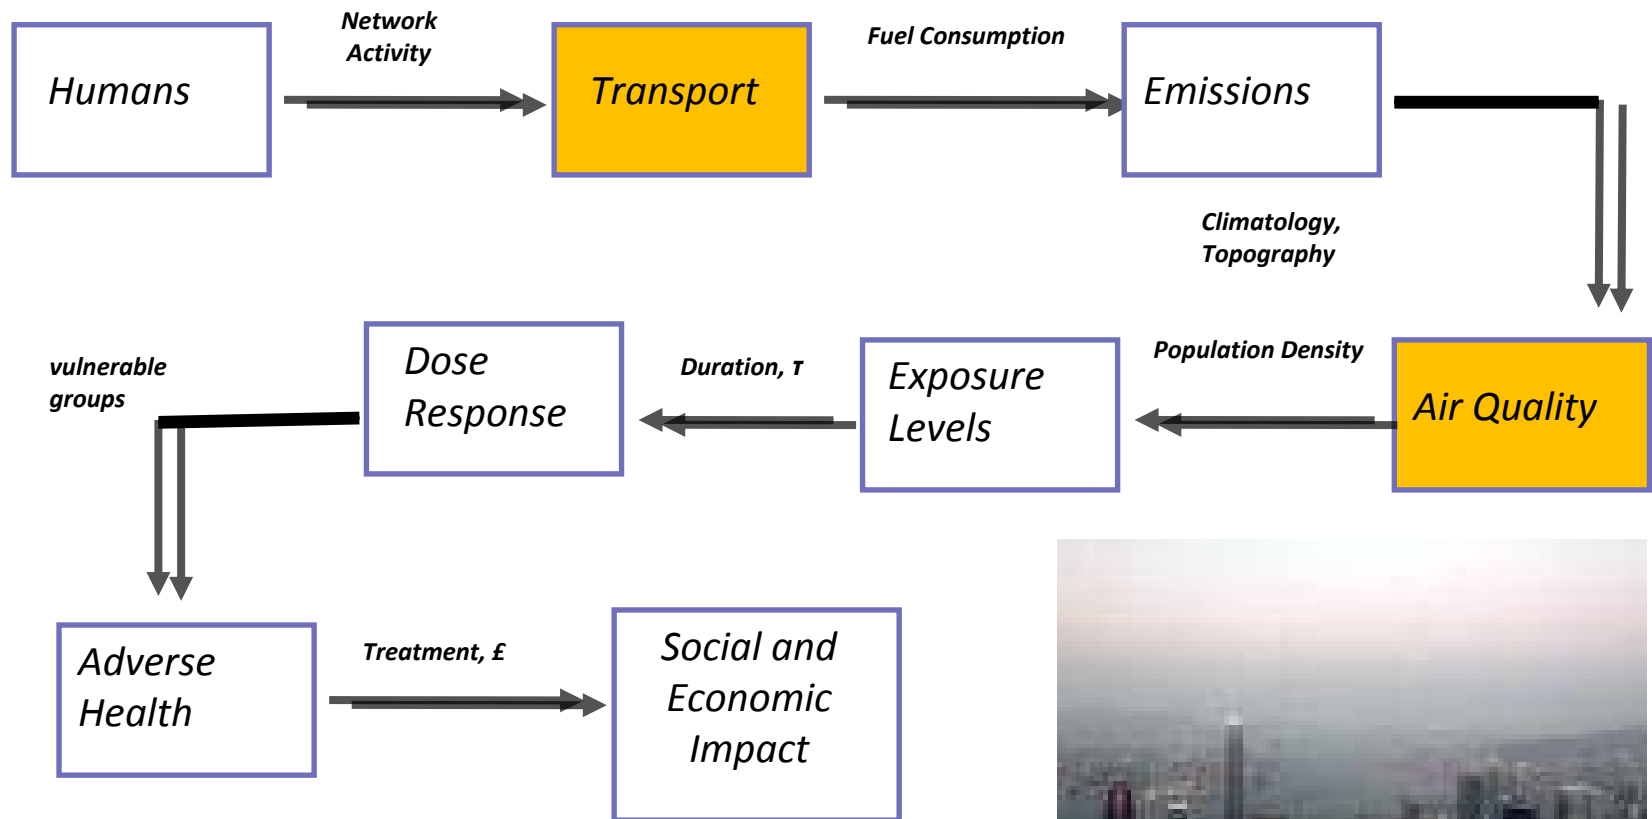 Network
Activity
Fuel Consumption
Humans
Transport
Emissions
Climatology,
Topography
vulnerable
groups
Dose
Response
Duration, τ
Exposure
Levels
Population Density
Air Quality
Adverse
Health
Treatment, £
Social and
Economic
Impact